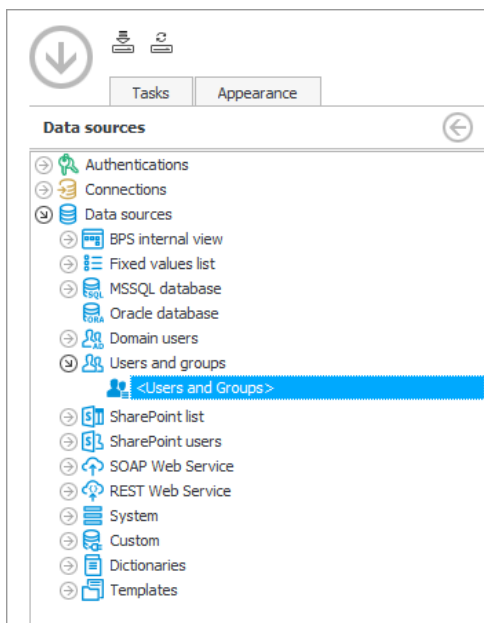 Tasks
Appearance
Data sources
Authentications
Connections
Data sources
BPS internal view
Fixed values list
MSSQL database
Oracle database
Domain users
Users and groups
<Users and Groups>
SharePoint list
SharePoint users
SOAP Web Service
REST Web Service
System
Custom
Dictionaries
Templates